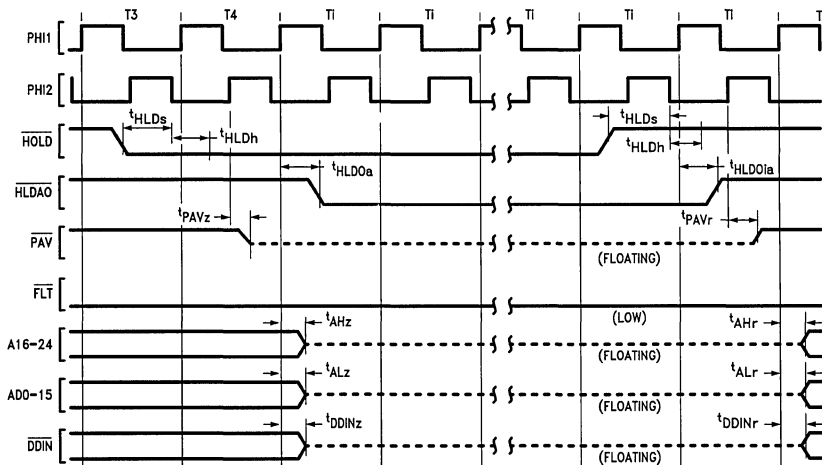 T3 T4 Ti Ti Ti Ti Ti T
PHI1
PHI2
tHLDs tHLDs
HOLD
tHLDh tHLDh
tHLDOa tHLDOia
HLDAO
tPAVz tPAVr
PAV
(FLOATING)
FLT
(LOW)
tAHz tAHr
A16-24
(FLOATING)
tALz tALr
AD0-15
(FLOATING)
tDDINz tDDINr
DDIN
(FLOATING)